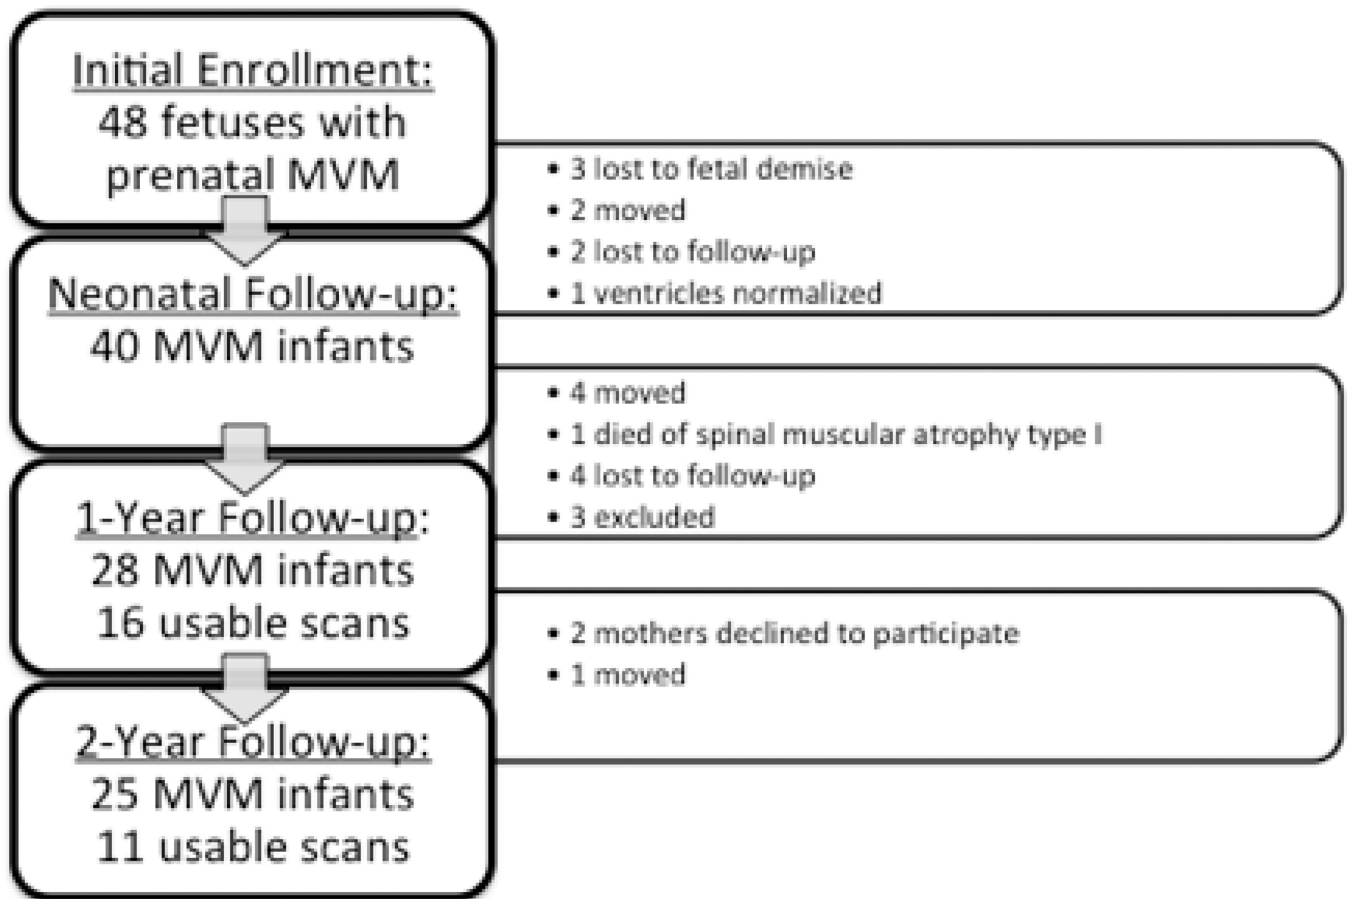 Initial Enrollment:
48 fetuses with
prenatal MVM
• 3 lost to fetal demise
• 2 moved
• 2 lost to follow-up
• 1 ventricles normalized
Neonatal Follow-up:
40 MVM infants
• 4 moved
• 1 died of spinal muscular atrophy type I
• 4 lost to follow-up
• 3 excluded
1-Year Follow-up:
28 MVM infants
16 usable scans
• 2 mothers declined to participate
• 1 moved
2-Year Follow-up:
25 MVM infants
11 usable scans